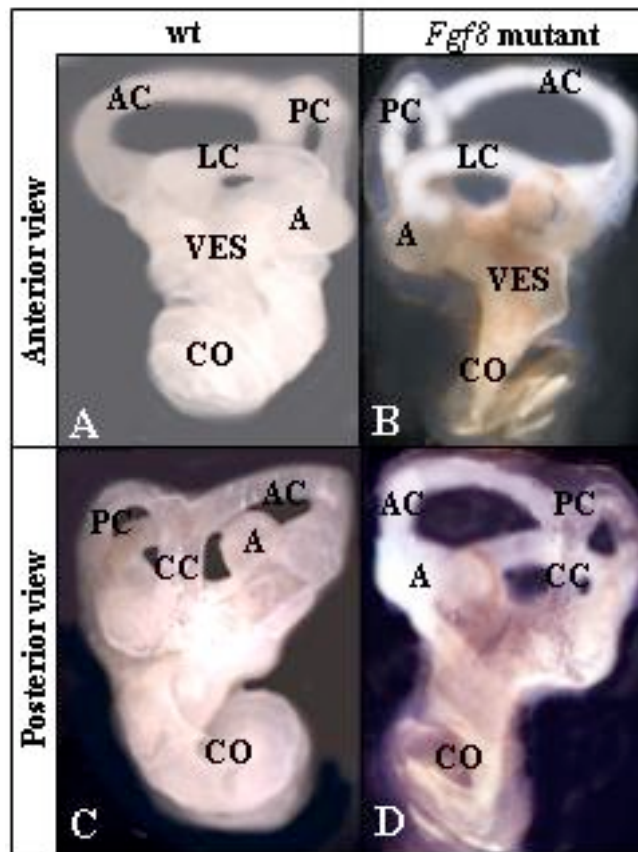 wt
Fgf8 mutant
Anterior view
AC
PC
LC
A
VES
CO
A
PC
AC
LC
A
VES
CO
B
Posterior view
PC
AC
A
CC
CO
C
AC
PC
A
CC
CO
D